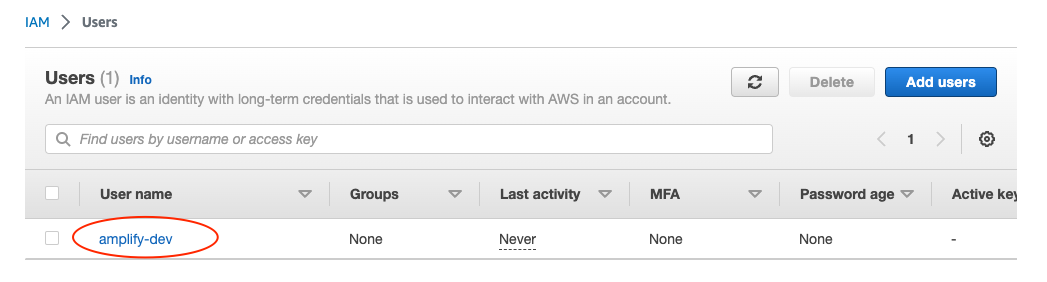 IAM > Users
Users (1) Info
An IAM user is an identity with long-term credentials that is used to interact with AWS in an account.
Delete
Add users
Find users by username or access key
1
User name Groups Last activity MFA Password age Active key
amplify-dev None Never None None -